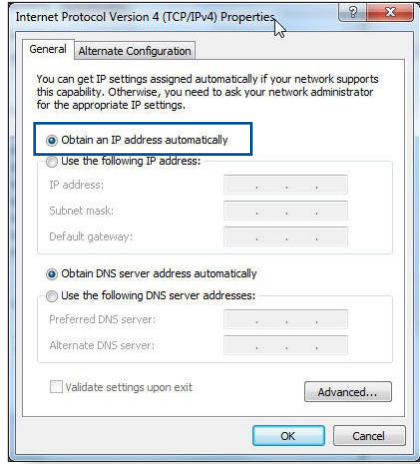 Internet Protocol Version 4 (TCP/IPv4) Properties
General
Alternate Configuration
You can get IP settings assigned automatically if your network supports
this capability. Otherwise, you need to ask your network administrator
for the appropriate IP settings.
Obtain an IP address automatically
Use the following IP address:
IP address:
Subnet mask:
Default gateway:
Obtain DNS server address automatically
Use the following DNS server addresses:
Preferred DNS server:
Alternate DNS server:
Validate settings upon exit
Advanced...
OK
Cancel